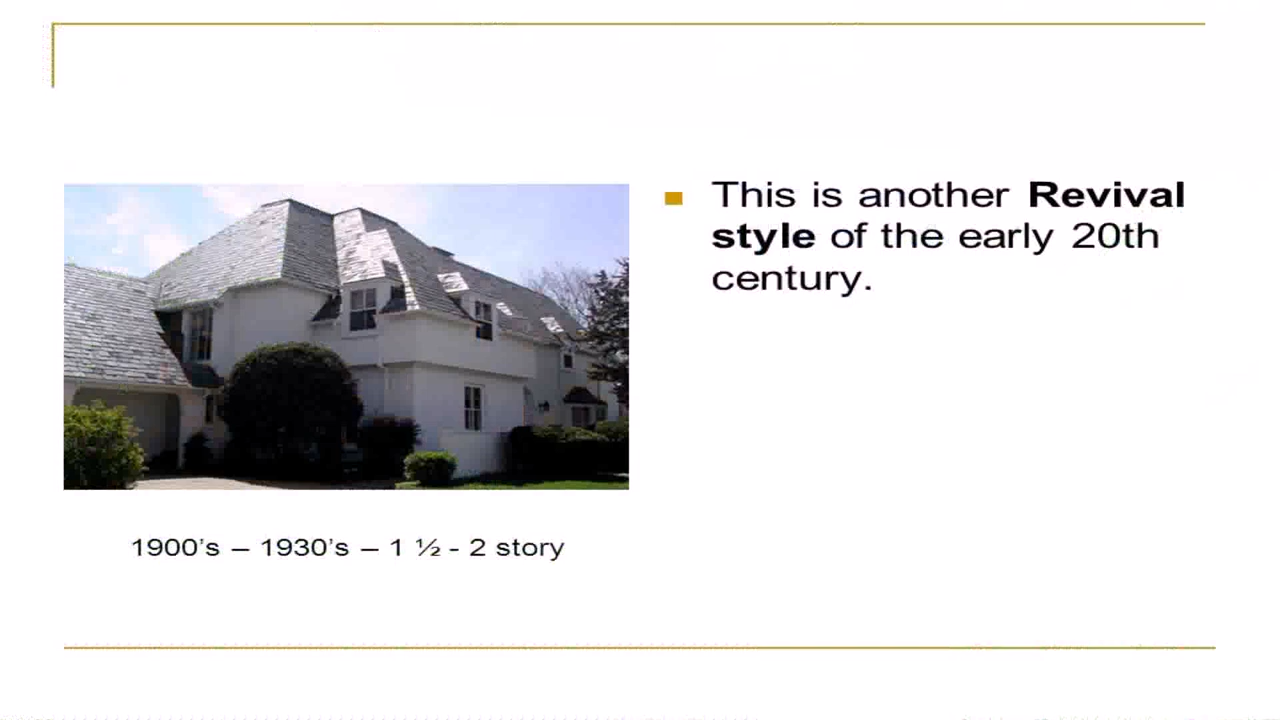 This is another Revival
style of the early 20th
century.
1900's – 1930's – 1 ½ - 2 story